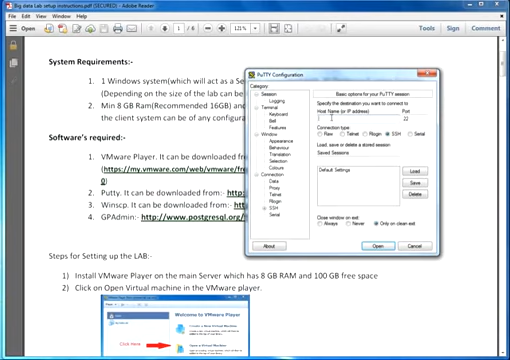 Big data Lab setup instructions.pdf (SECURED) - Adobe Reader
File Edit View Window Help
Open
1
121%
Tools
Sign
Comment
System Requirements:-
1. 1 Windows system(which will act as a Se
(Depending on the size of the lab can be
2. Min 8 GB Ram(Recommended 16GB) and
the client system can be of any configura
Software's required:-
1. VMware Player. It can be downloaded fr
(https://my.vmware.com/web/vmware/fre
0)
2. Putty. It can be downloaded from:- http:
3. Winscp. It can be downloaded from:- htt
4. GPAdmin:- http://www.postgresql.org/
Steps for Setting up the LAB:-
1) Install VMware Player on the main Server which has 8 GB RAM and 100 GB free space
2) Click on Open Virtual machine in the VMware player.
Welcome to VMware Player
Click here
PuTTY Configuration
Category:
Session
Logging
Terminal
Keyboard
Bell
Features
Window
Appearance
Behaviour
Translation
Selection
Colours
Connection
Data
Proxy
Telnet
Rlogin
SSH
Serial
Basic options for your PuTTY session
Specify the destination you want to connect to
Host Name (or IP address)
Port
22
Connection type:
Raw Telnet Rlogin SSH Serial
Load, save or delete a stored session
Saved Sessions
Default Settings
Load
Save
Delete
Close window on exit:
Always Never Only on clean exit
About
Open
Cancel